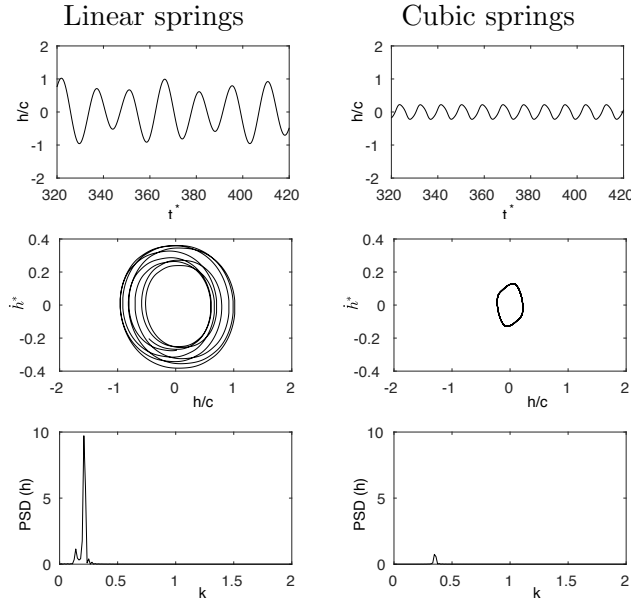 Linear springs
Cubic springs
2
1
0
-1
-2
h/c
320 340 360 380 400 420
t*
2
1
0
-1
-2
h/c
320 340 360 380 400 420
t*
0.4
0.2
0
-0.2
-0.4
ḣ*
-2 -1 0 1 2
h/c
0.4
0.2
0
-0.2
-0.4
ḣ*
-2 -1 0 1 2
h/c
10
5
0
PSD (h)
0 0.5 1 1.5 2
k
10
5
0
PSD (h)
0 0.5 1 1.5 2
k